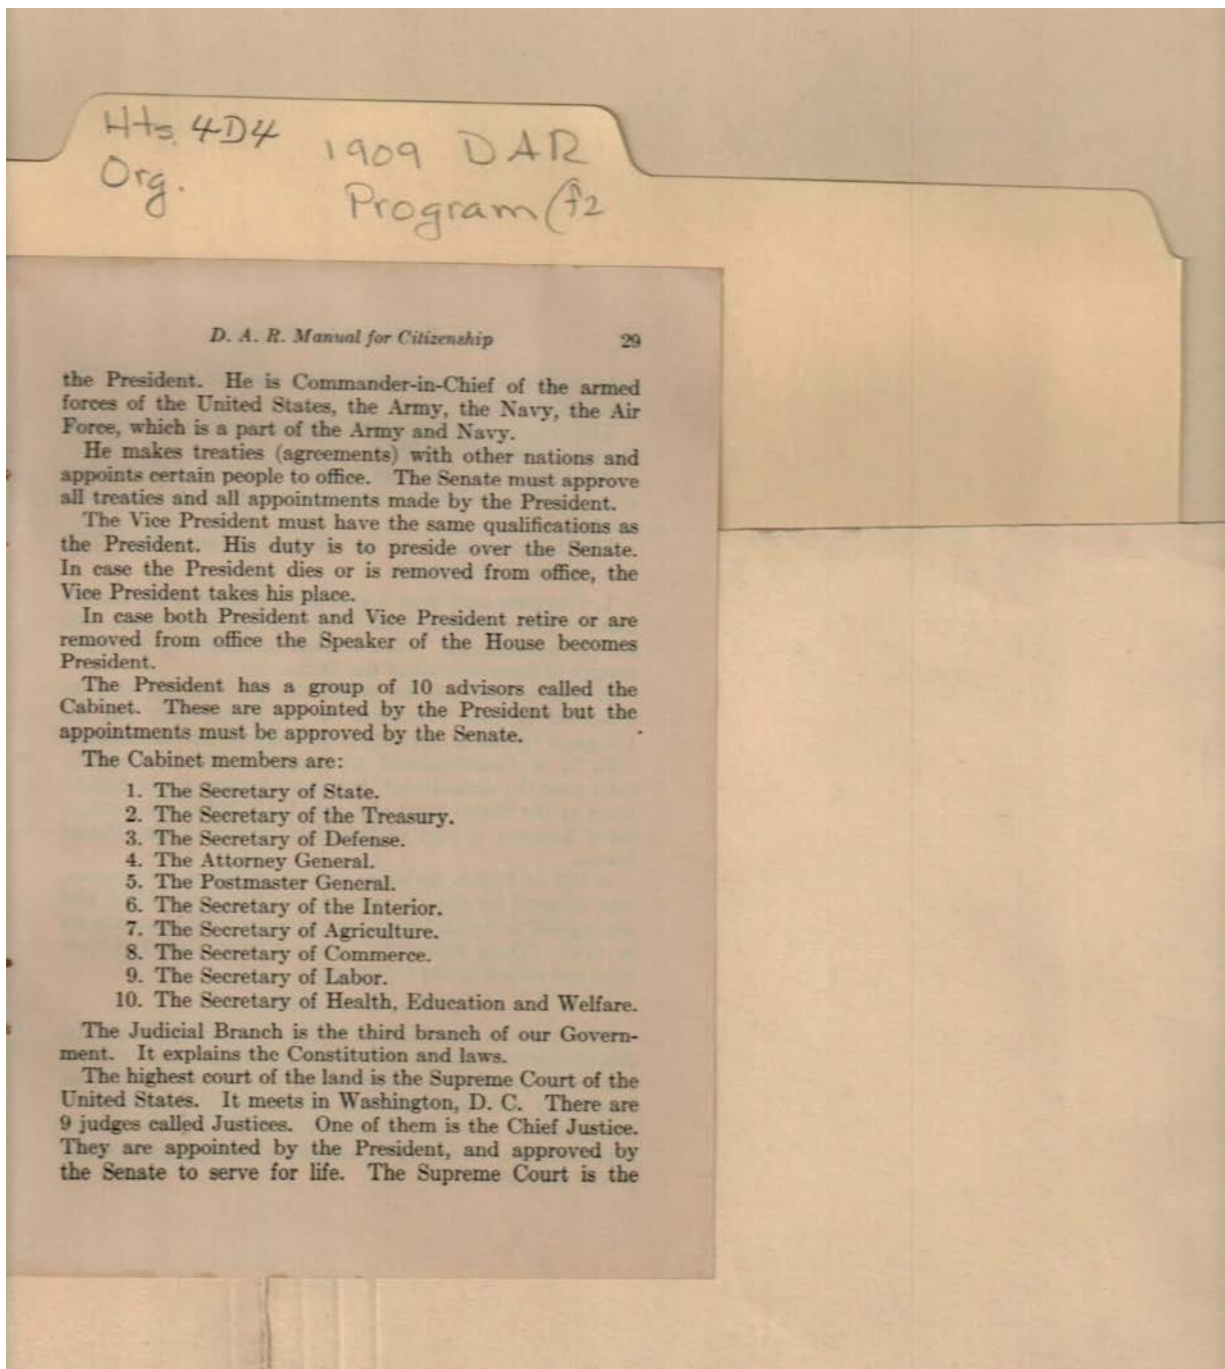 Hts. 4D4
Org.
1909 DAR
Program (f2
D. A. R. Manual for Citizenship 29
the President. He is Commander-in-Chief of the armed
forces of the United States, the Army, the Navy, the Air
Force, which is a part of the Army and Navy.
He makes treaties (agreements) with other nations and
appoints certain people to office. The Senate must approve
all treaties and all appointments made by the President.
The Vice President must have the same qualifications as
the President. His duty is to preside over the Senate.
In case the President dies or is removed from office, the
Vice President takes his place.
In case both President and Vice President retire or are
removed from office the Speaker of the House becomes
President.
The President has a group of 10 advisors called the
Cabinet. These are appointed by the President but the
appointments must be approved by the Senate.
The Cabinet members are:
1. The Secretary of State.
2. The Secretary of the Treasury.
3. The Secretary of Defense.
4. The Attorney General.
5. The Postmaster General.
6. The Secretary of the Interior.
7. The Secretary of Agriculture.
8. The Secretary of Commerce.
9. The Secretary of Labor.
10. The Secretary of Health, Education and Welfare.
The Judicial Branch is the third branch of our Govern-
ment. It explains the Constitution and laws.
The highest court of the land is the Supreme Court of the
United States. It meets in Washington, D. C. There are
9 judges called Justices. One of them is the Chief Justice.
They are appointed by the President, and approved by
the Senate to serve for life. The Supreme Court is the